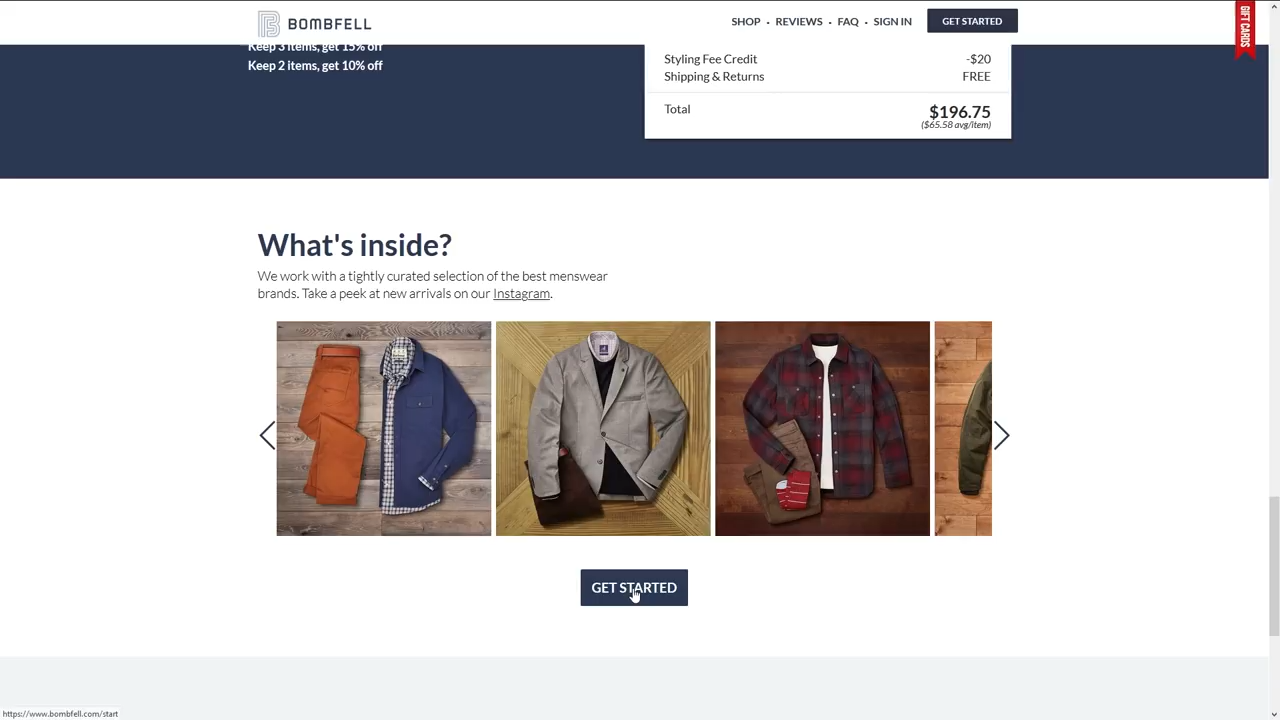 BOMBFELL
SHOP • REVIEWS • FAQ • SIGN IN
GET STARTED
GIFT CARDS
Keep 3 items, get 15% off
Keep 2 items, get 10% off
Styling Fee Credit -$20
Shipping & Returns FREE
Total $196.75
($65.58 avg/item)
What's inside?
We work with a tightly curated selection of the best menswear
brands. Take a peek at new arrivals on our Instagram.
GET STARTED
https://www.bombfell.com/start